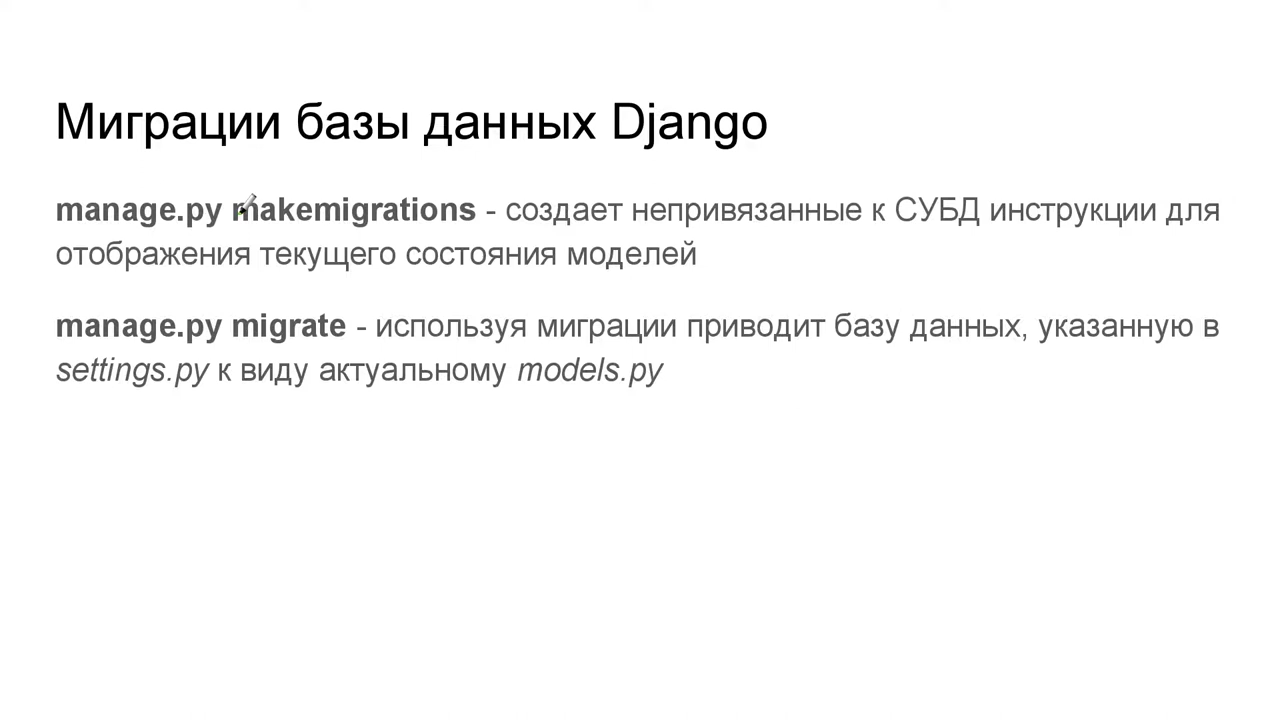 Миграции базы данных Django
manage.py makemigrations - создает непривязанные к СУБД инструкции для
отображения текущего состояния моделей
manage.py migrate - используя миграции приводит базу данных, указанную в
settings.py к виду актуальному models.py